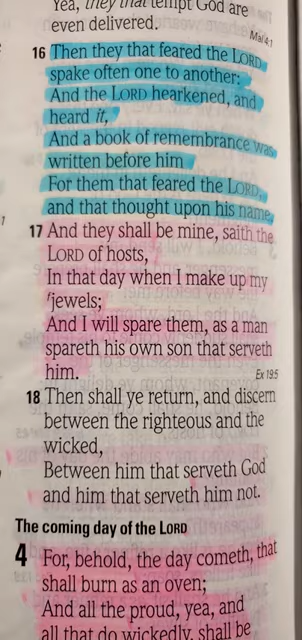 Yea, they that tempt God are
even delivered.
Mal 4:1
16 Then they that feared the LORD
spake often one to another:
And the LORD hearkened, and
heard it,
And a book of remembrance was
written before him
For them that feared the LORD,
and that thought upon his name.
17 And they shall be mine, saith the
LORD of hosts,
In that day when I make up my
jewels;
And I will spare them, as a man
spareth his own son that serveth
him.
Ex 19:5
18 Then shall ye return, and discern
between the righteous and the
wicked,
Between him that serveth God
and him that serveth him not.
The coming day of the LORD
4 For, behold, the day cometh, that
shall burn as an oven;
And all the proud, yea, and
all that do wickedly, shall be